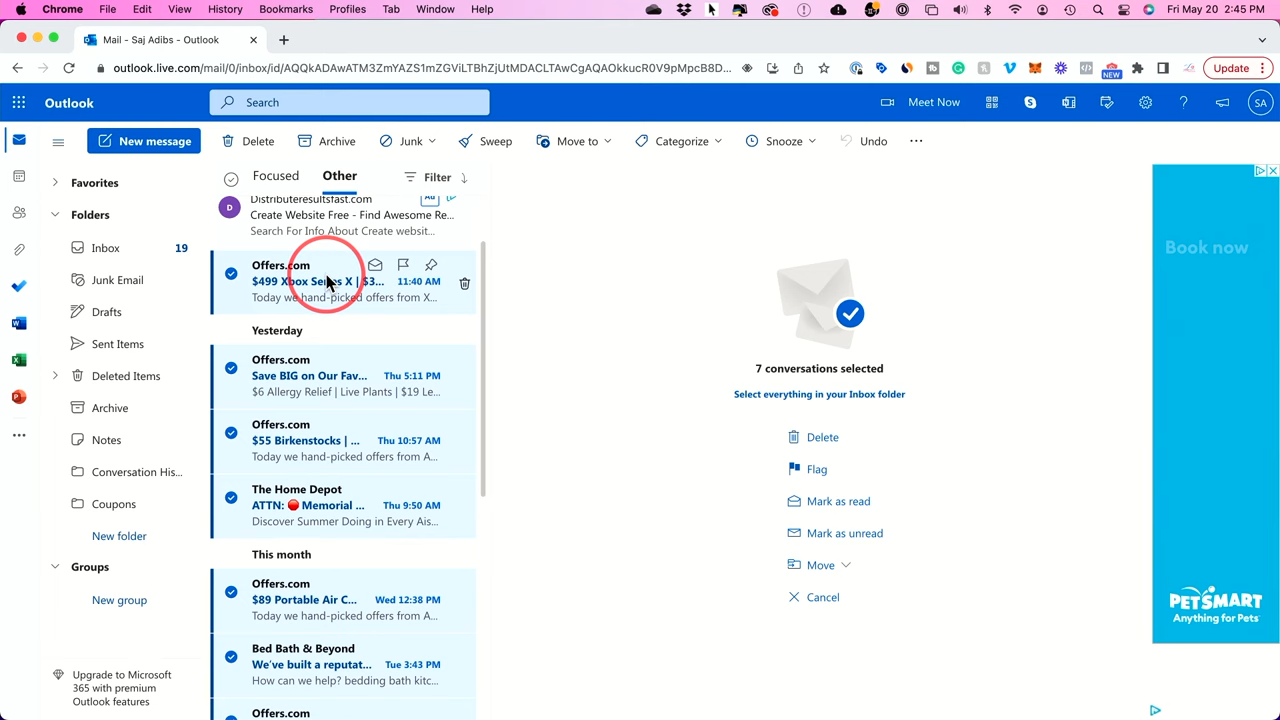 Chrome File Edit View History Bookmarks Profiles Tab Window Help Fri May 20 2:45 PM
Mail - Saj Adibs - Outlook
outlook.live.com/mail/0/inbox/id/AQQkADAwATM3ZmYAZS1mZGViLTBhZjUtMDACLTAwCgAQAOkkucR0V9pMpcB8D...
NEW
Update
Outlook
Search
Meet Now
SA
New message
Delete
Archive
Junk
Sweep
Move to
Categorize
Snooze
Undo
Favorites
Folders
Inbox 19
Junk Email
Drafts
Sent Items
Deleted Items
Archive
Notes
Conversation His...
Coupons
New folder
Groups
New group
Upgrade to Microsoft
365 with premium
Outlook features
Focused
Other
Filter
D
Distributeresultsfast.com
Ad
Create Website Free - Find Awesome Re...
Search For Info About Create websit...
Offers.com
$499 Xbox Series X | $3... 11:40 AM
Today we hand-picked offers from X...
Yesterday
Offers.com
Save BIG on Our Fav... Thu 5:11 PM
$6 Allergy Relief | Live Plants | $19 Le...
Offers.com
$55 Birkenstocks | ... Thu 10:57 AM
Today we hand-picked offers from A...
The Home Depot
ATTN: 🔴 Memorial ... Thu 9:50 AM
Discover Summer Doing in Every Ais...
This month
Offers.com
$89 Portable Air C... Wed 12:38 PM
Today we hand-picked offers from A...
Bed Bath & Beyond
We've built a reputat... Tue 3:43 PM
How can we help? bedding bath kitc...
Offers.com
7 conversations selected
Select everything in your Inbox folder
Delete
Flag
Mark as read
Mark as unread
Move
Cancel
Book now
PETSMART
Anything for Pets